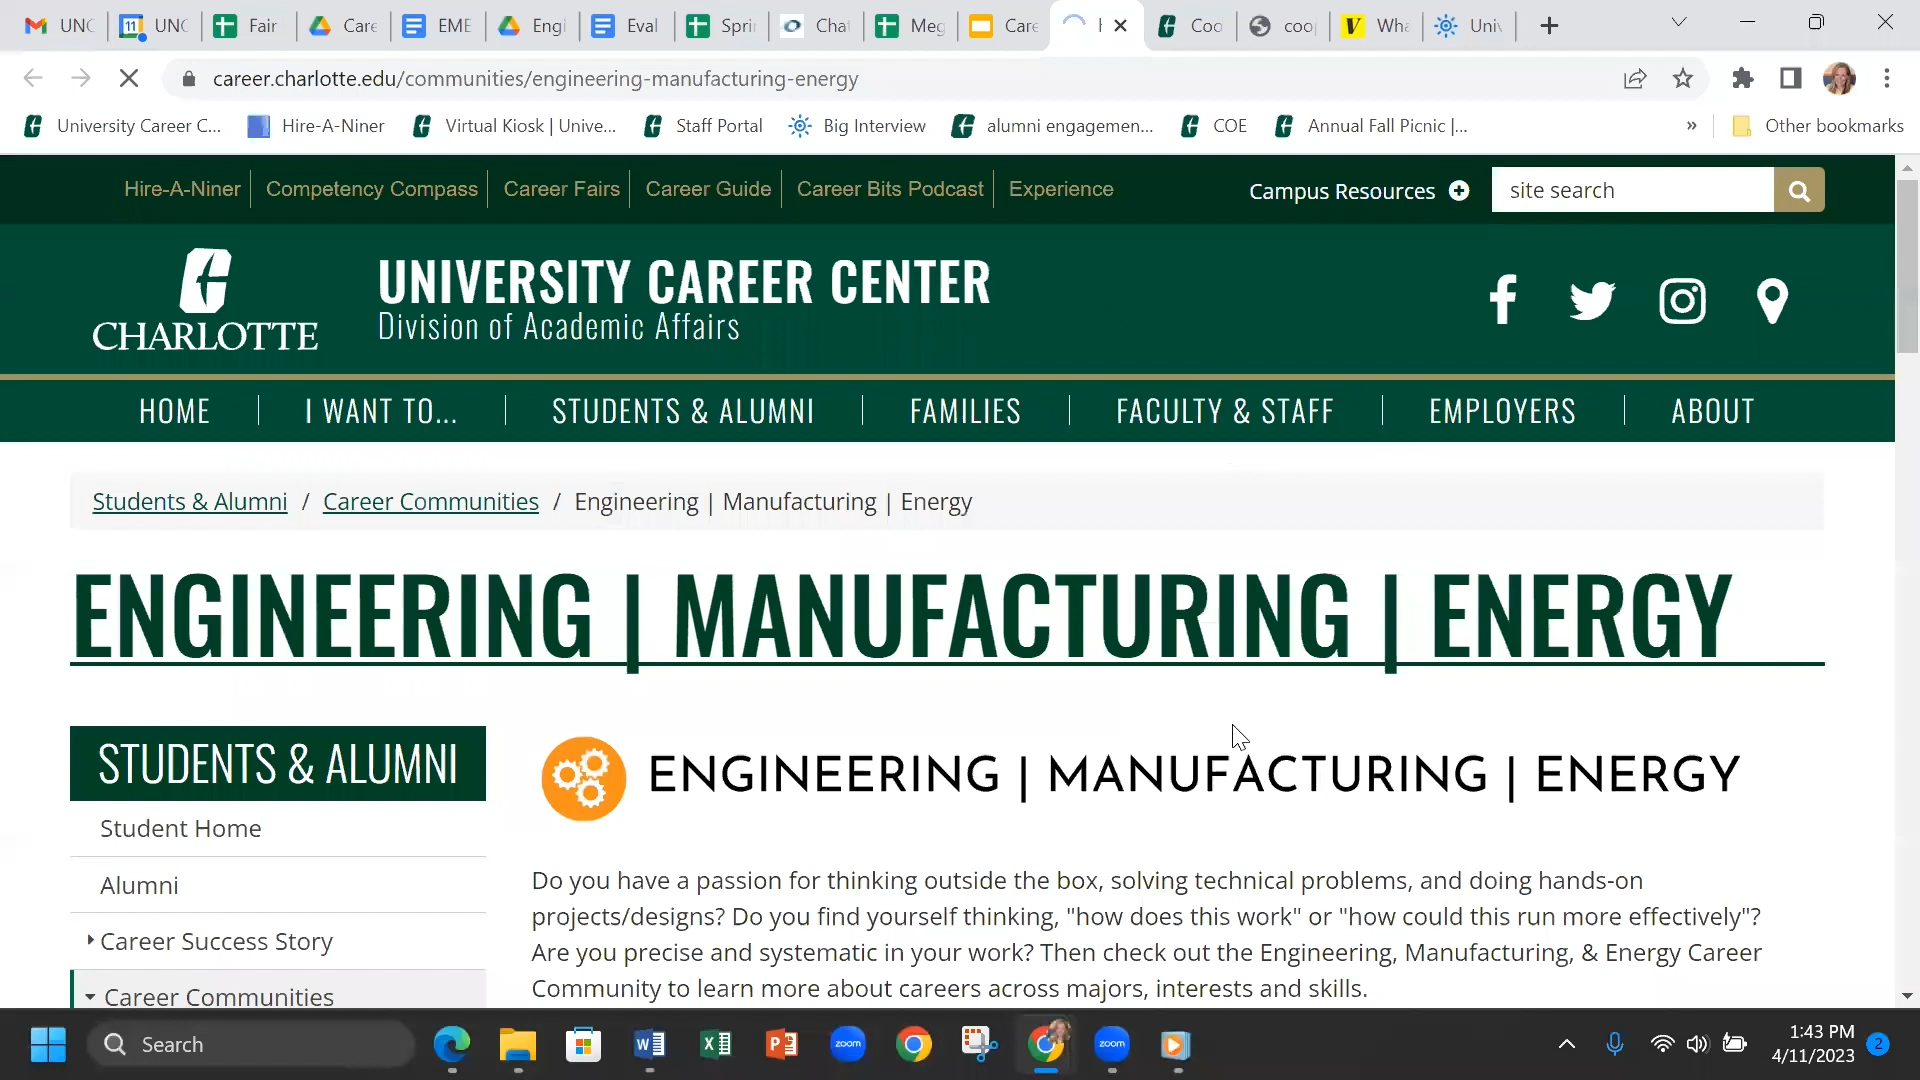 UNC
11
UNC
Fair
Care
EME
Engi
Eval
Sprin
Chat
Meg
Care
Coo
coo
V
Wha
Univ
career.charlotte.edu/communities/engineering-manufacturing-energy
University Career C...
Hire-A-Niner
Virtual Kiosk | Unive...
Staff Portal
Big Interview
alumni engagemen...
COE
Annual Fall Picnic |...
»
Other bookmarks
Hire-A-Niner
Competency Compass
Career Fairs
Career Guide
Career Bits Podcast
Experience
Campus Resources
site search
CHARLOTTE
UNIVERSITY CAREER CENTER
Division of Academic Affairs
HOME
I WANT TO...
STUDENTS & ALUMNI
FAMILIES
FACULTY & STAFF
EMPLOYERS
ABOUT
Students & Alumni / Career Communities / Engineering | Manufacturing | Energy
ENGINEERING | MANUFACTURING | ENERGY
STUDENTS & ALUMNI
Student Home
Alumni
Career Success Story
Career Communities
ENGINEERING | MANUFACTURING | ENERGY
Do you have a passion for thinking outside the box, solving technical problems, and doing hands-on
projects/designs? Do you find yourself thinking, "how does this work" or "how could this run more effectively"?
Are you precise and systematic in your work? Then check out the Engineering, Manufacturing, & Energy Career
Community to learn more about careers across majors, interests and skills.
Search
zoom
zoom
1:43 PM
4/11/2023
2